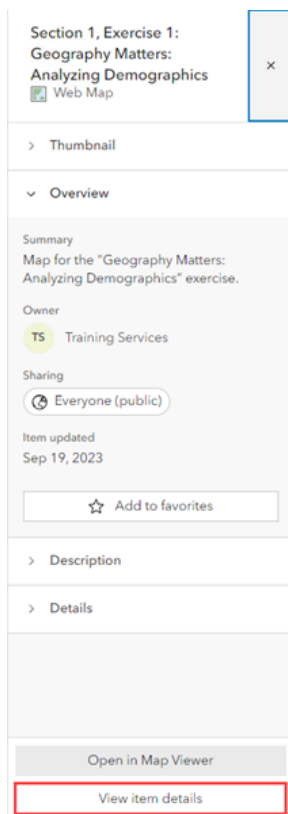 Section 1, Exercise 1:
Geography Matters:
Analyzing Demographics
Web Map
Thumbnail
Overview
Summary
Map for the "Geography Matters:
Analyzing Demographics" exercise.
Owner
TS Training Services
Sharing
Everyone (public)
Item updated
Sep 19, 2023
Add to favorites
Description
Details
Open in Map Viewer
View item details